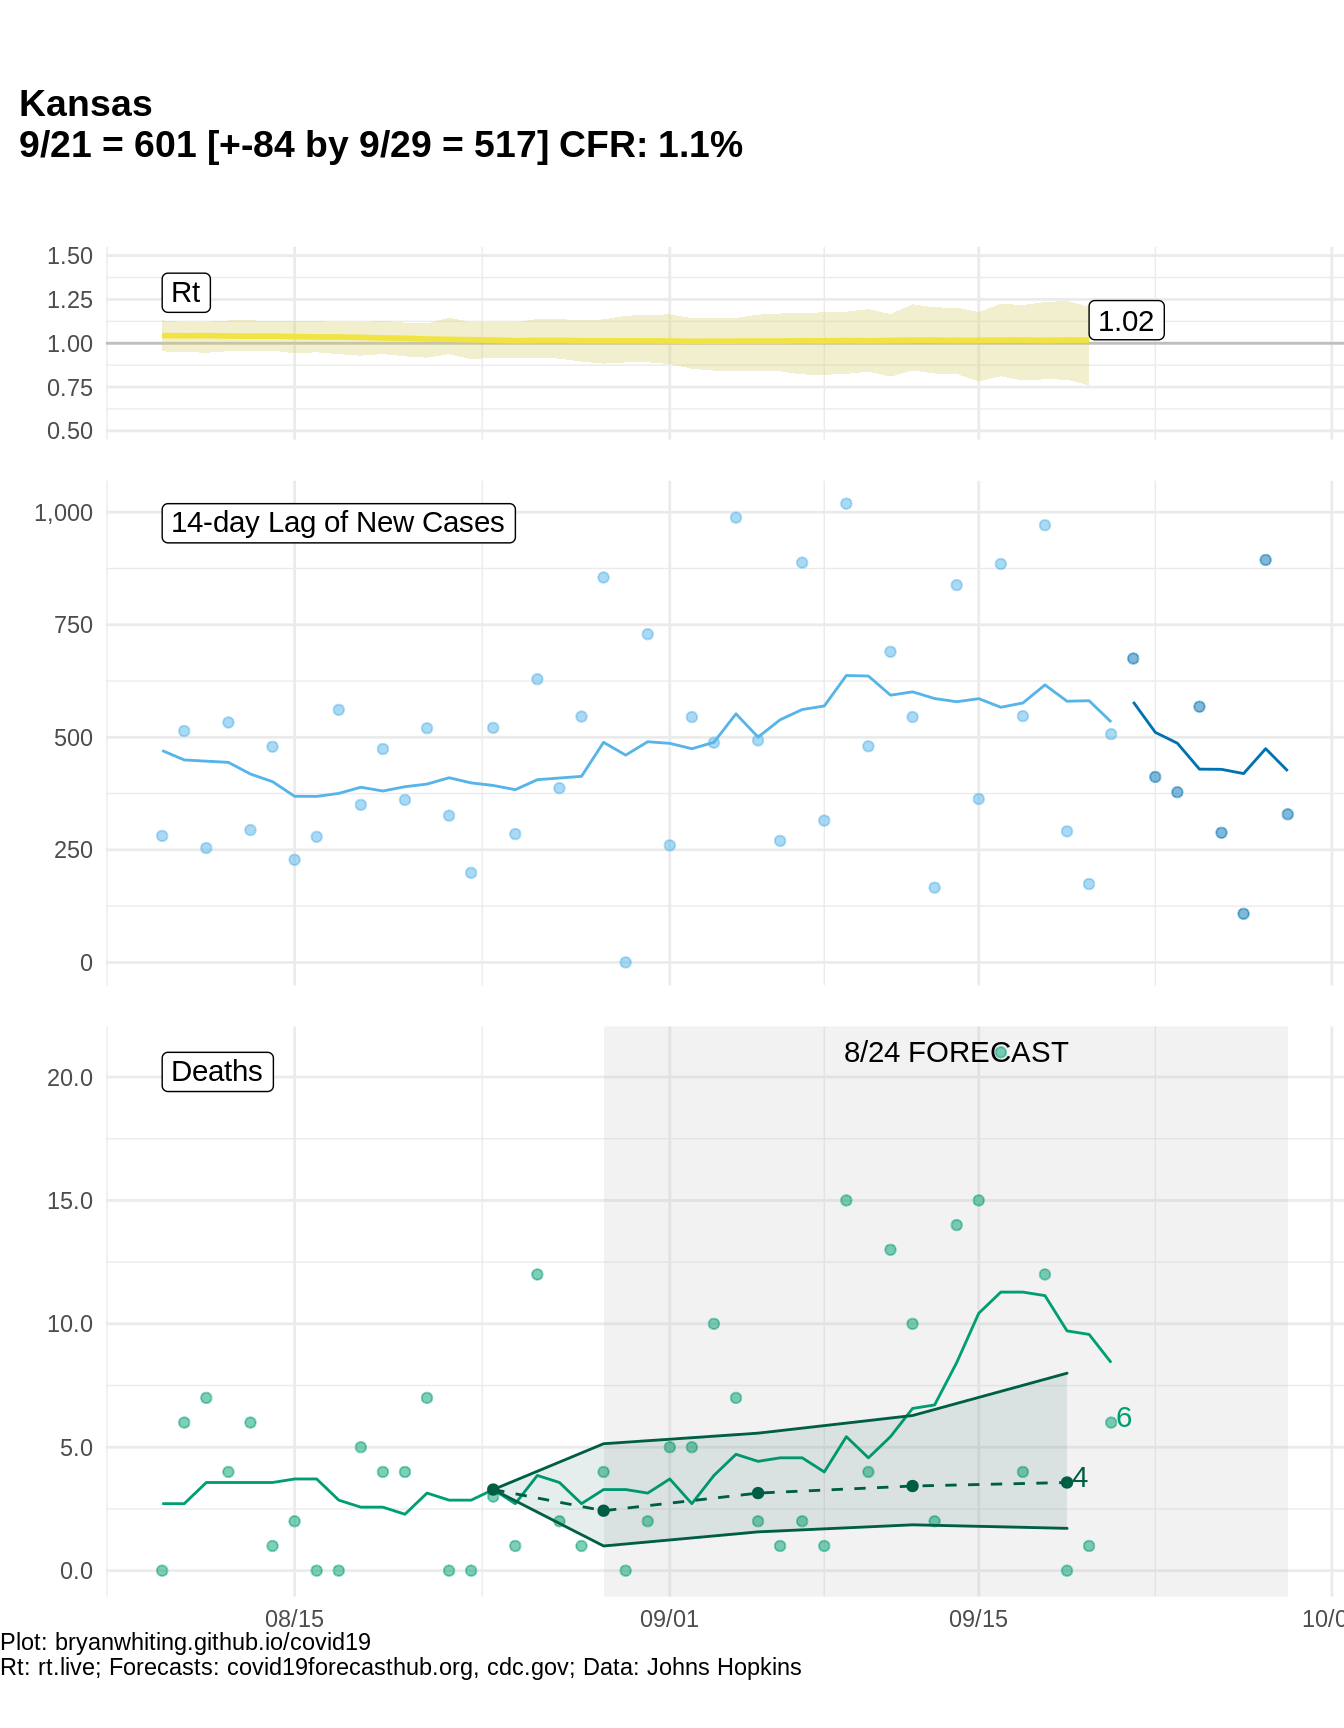 Kansas
9/21 = 601 [+-84 by 9/29 = 517] CFR: 1.1%
1.50
Rt
1.25
1.02
1.00
0.75
0.50
1,000
14-day Lag of New Cases
750
500
250
0
8/24 FORECAST
Deaths
20.0
15.0
10.0
6
5.0
4
0.0
08/15 09/01 09/15 10/0
Plot: bryanwhiting.github.io/covid19
Rt: rt.live; Forecasts: covid19forecasthub.org, cdc.gov; Data: Johns Hopkins